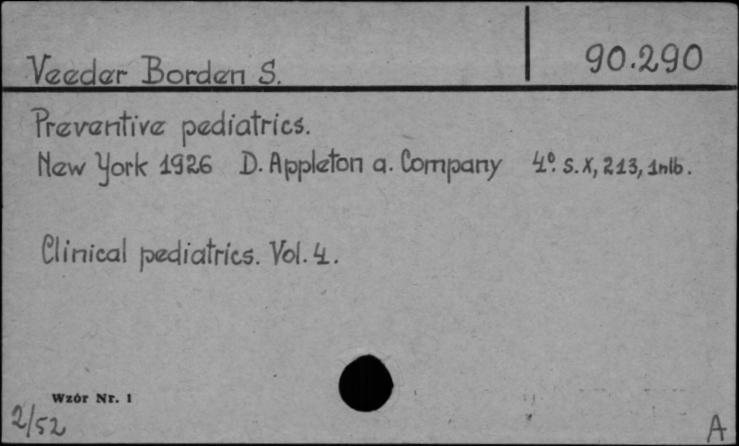 Veeder Borden S. 90.290
Preventive pediatrics.
New York 1926 D. Appleton a. Company 4°. S. X, 213, 1nlb.
Clinical pediatrics. Vol. 4.
Wzór Nr. 1
2/52
A